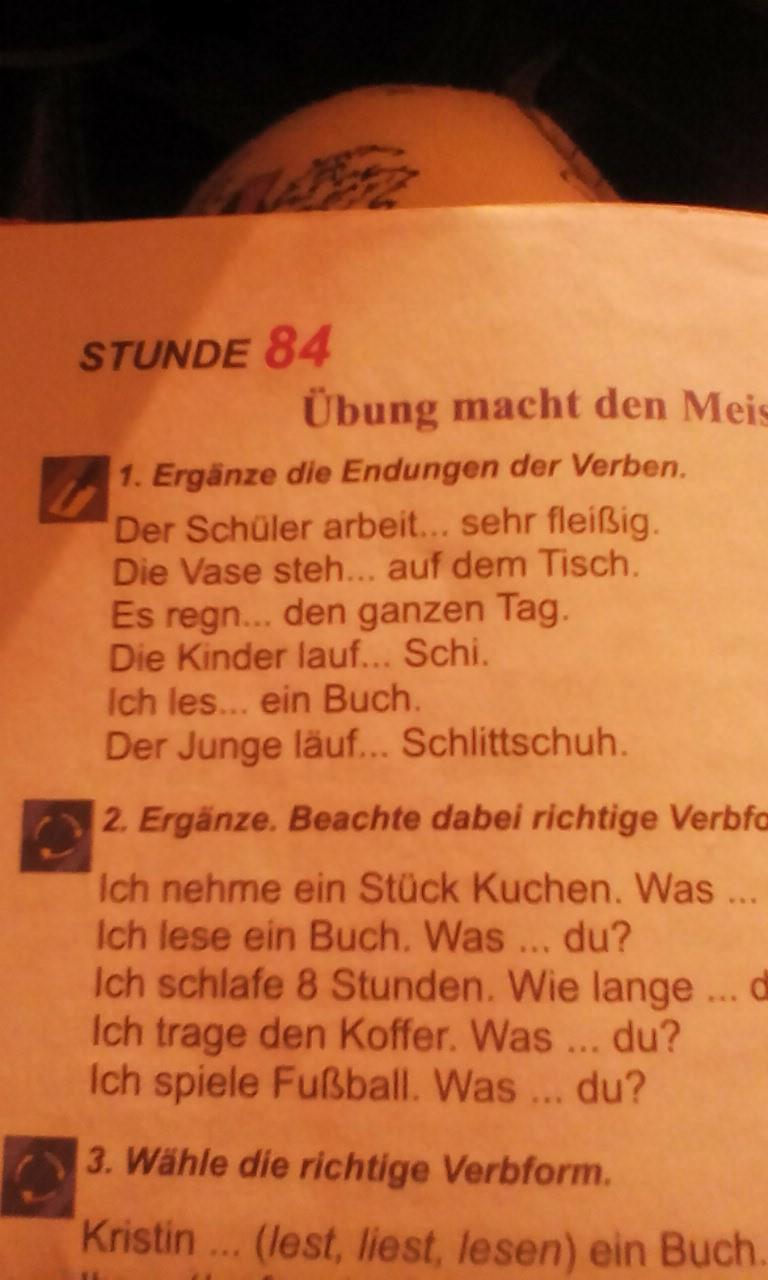 STUNDE 84
Übung macht den Meis
1. Ergänze die Endungen der Verben.
Der Schüler arbeit... sehr fleißig.
Die Vase steh... auf dem Tisch.
Es regn... den ganzen Tag.
Die Kinder lauf... Schi.
Ich les... ein Buch.
Der Junge läuf... Schlittschuh.
2. Ergänze. Beachte dabei richtige Verbfo
Ich nehme ein Stück Kuchen. Was ...
Ich lese ein Buch. Was ... du?
Ich schlafe 8 Stunden. Wie lange ... d
Ich trage den Koffer. Was ... du?
Ich spiele Fußball. Was ... du?
3. Wähle die richtige Verbform.
Kristin ... (lest, liest, lesen) ein Buch.